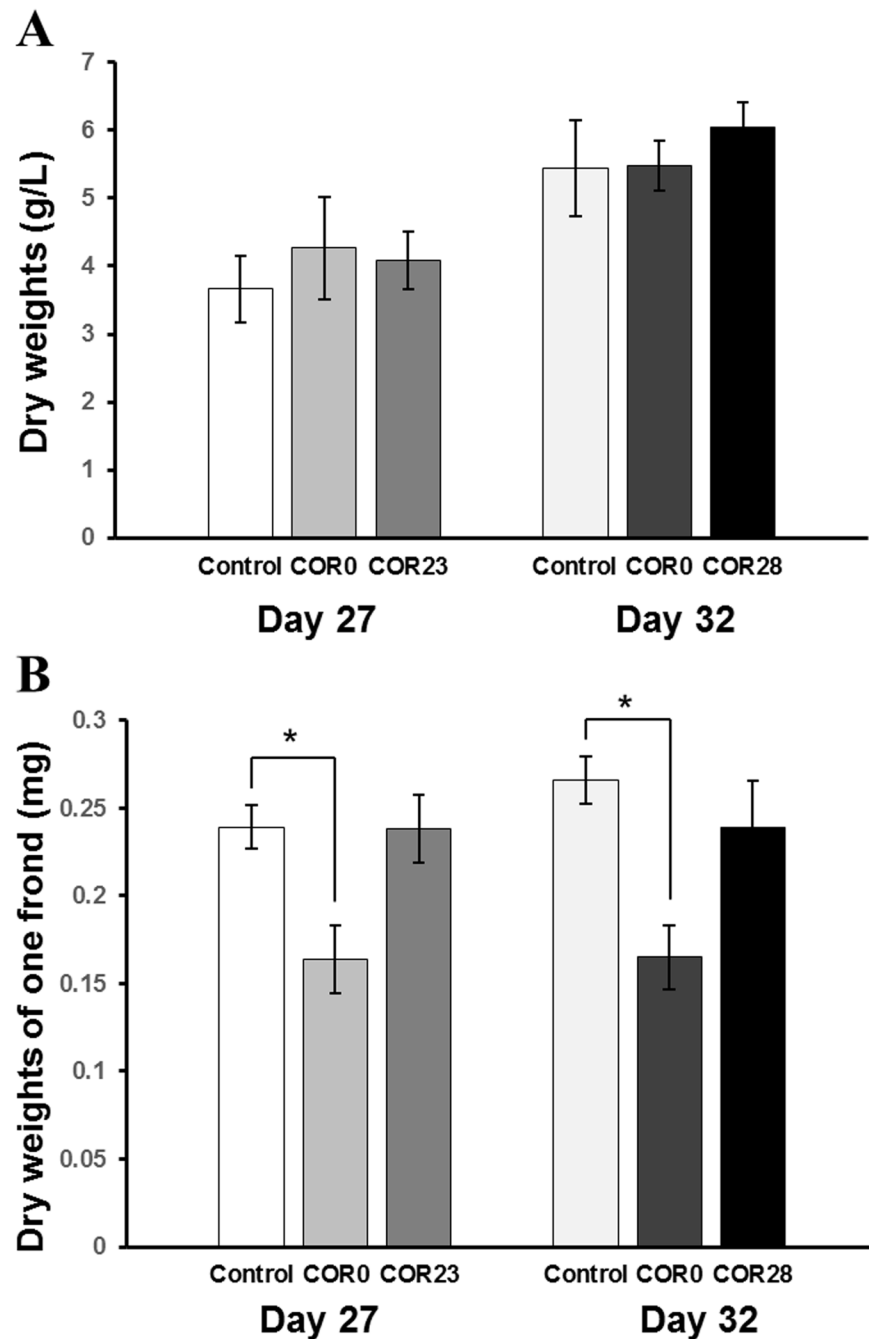 A
Dry weights (g/L)
7
6
5
4
3
2
1
0
Control COR0 COR23 Control COR0 COR28
Day 27 Day 32
B
Dry weights of one frond (mg)
0.3
0.25
0.2
0.15
0.1
0.05
0
* *
Control COR0 COR23 Control COR0 COR28
Day 27 Day 32